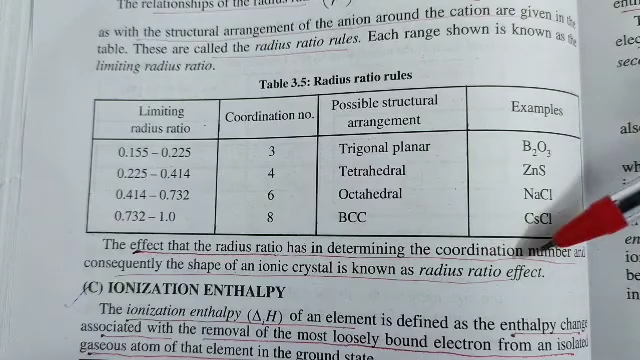 The relationships of the radius
as with the structural arrangement of the anion around the cation are given in the
table. These are called the radius ratio rules. Each range shown is known as the
limiting radius ratio.
Table 3.5: Radius ratio rules
Limiting radius ratio Coordination no. Possible structural arrangement Examples
0.155 – 0.225 3 Trigonal planar B₂O₃
0.225 – 0.414 4 Tetrahedral ZnS
0.414 – 0.732 6 Octahedral NaCl
0.732 – 1.0 8 BCC CsCl
The effect that the radius ratio has in determining the coordination number and
consequently the shape of an ionic crystal is known as radius ratio effect.
(C) IONIZATION ENTHALPY
The ionization enthalpy (ΔᵢH) of an element is defined as the enthalpy change
associated with the removal of the most loosely bound electron from an isolated
gaseous atom of that element in the ground state.